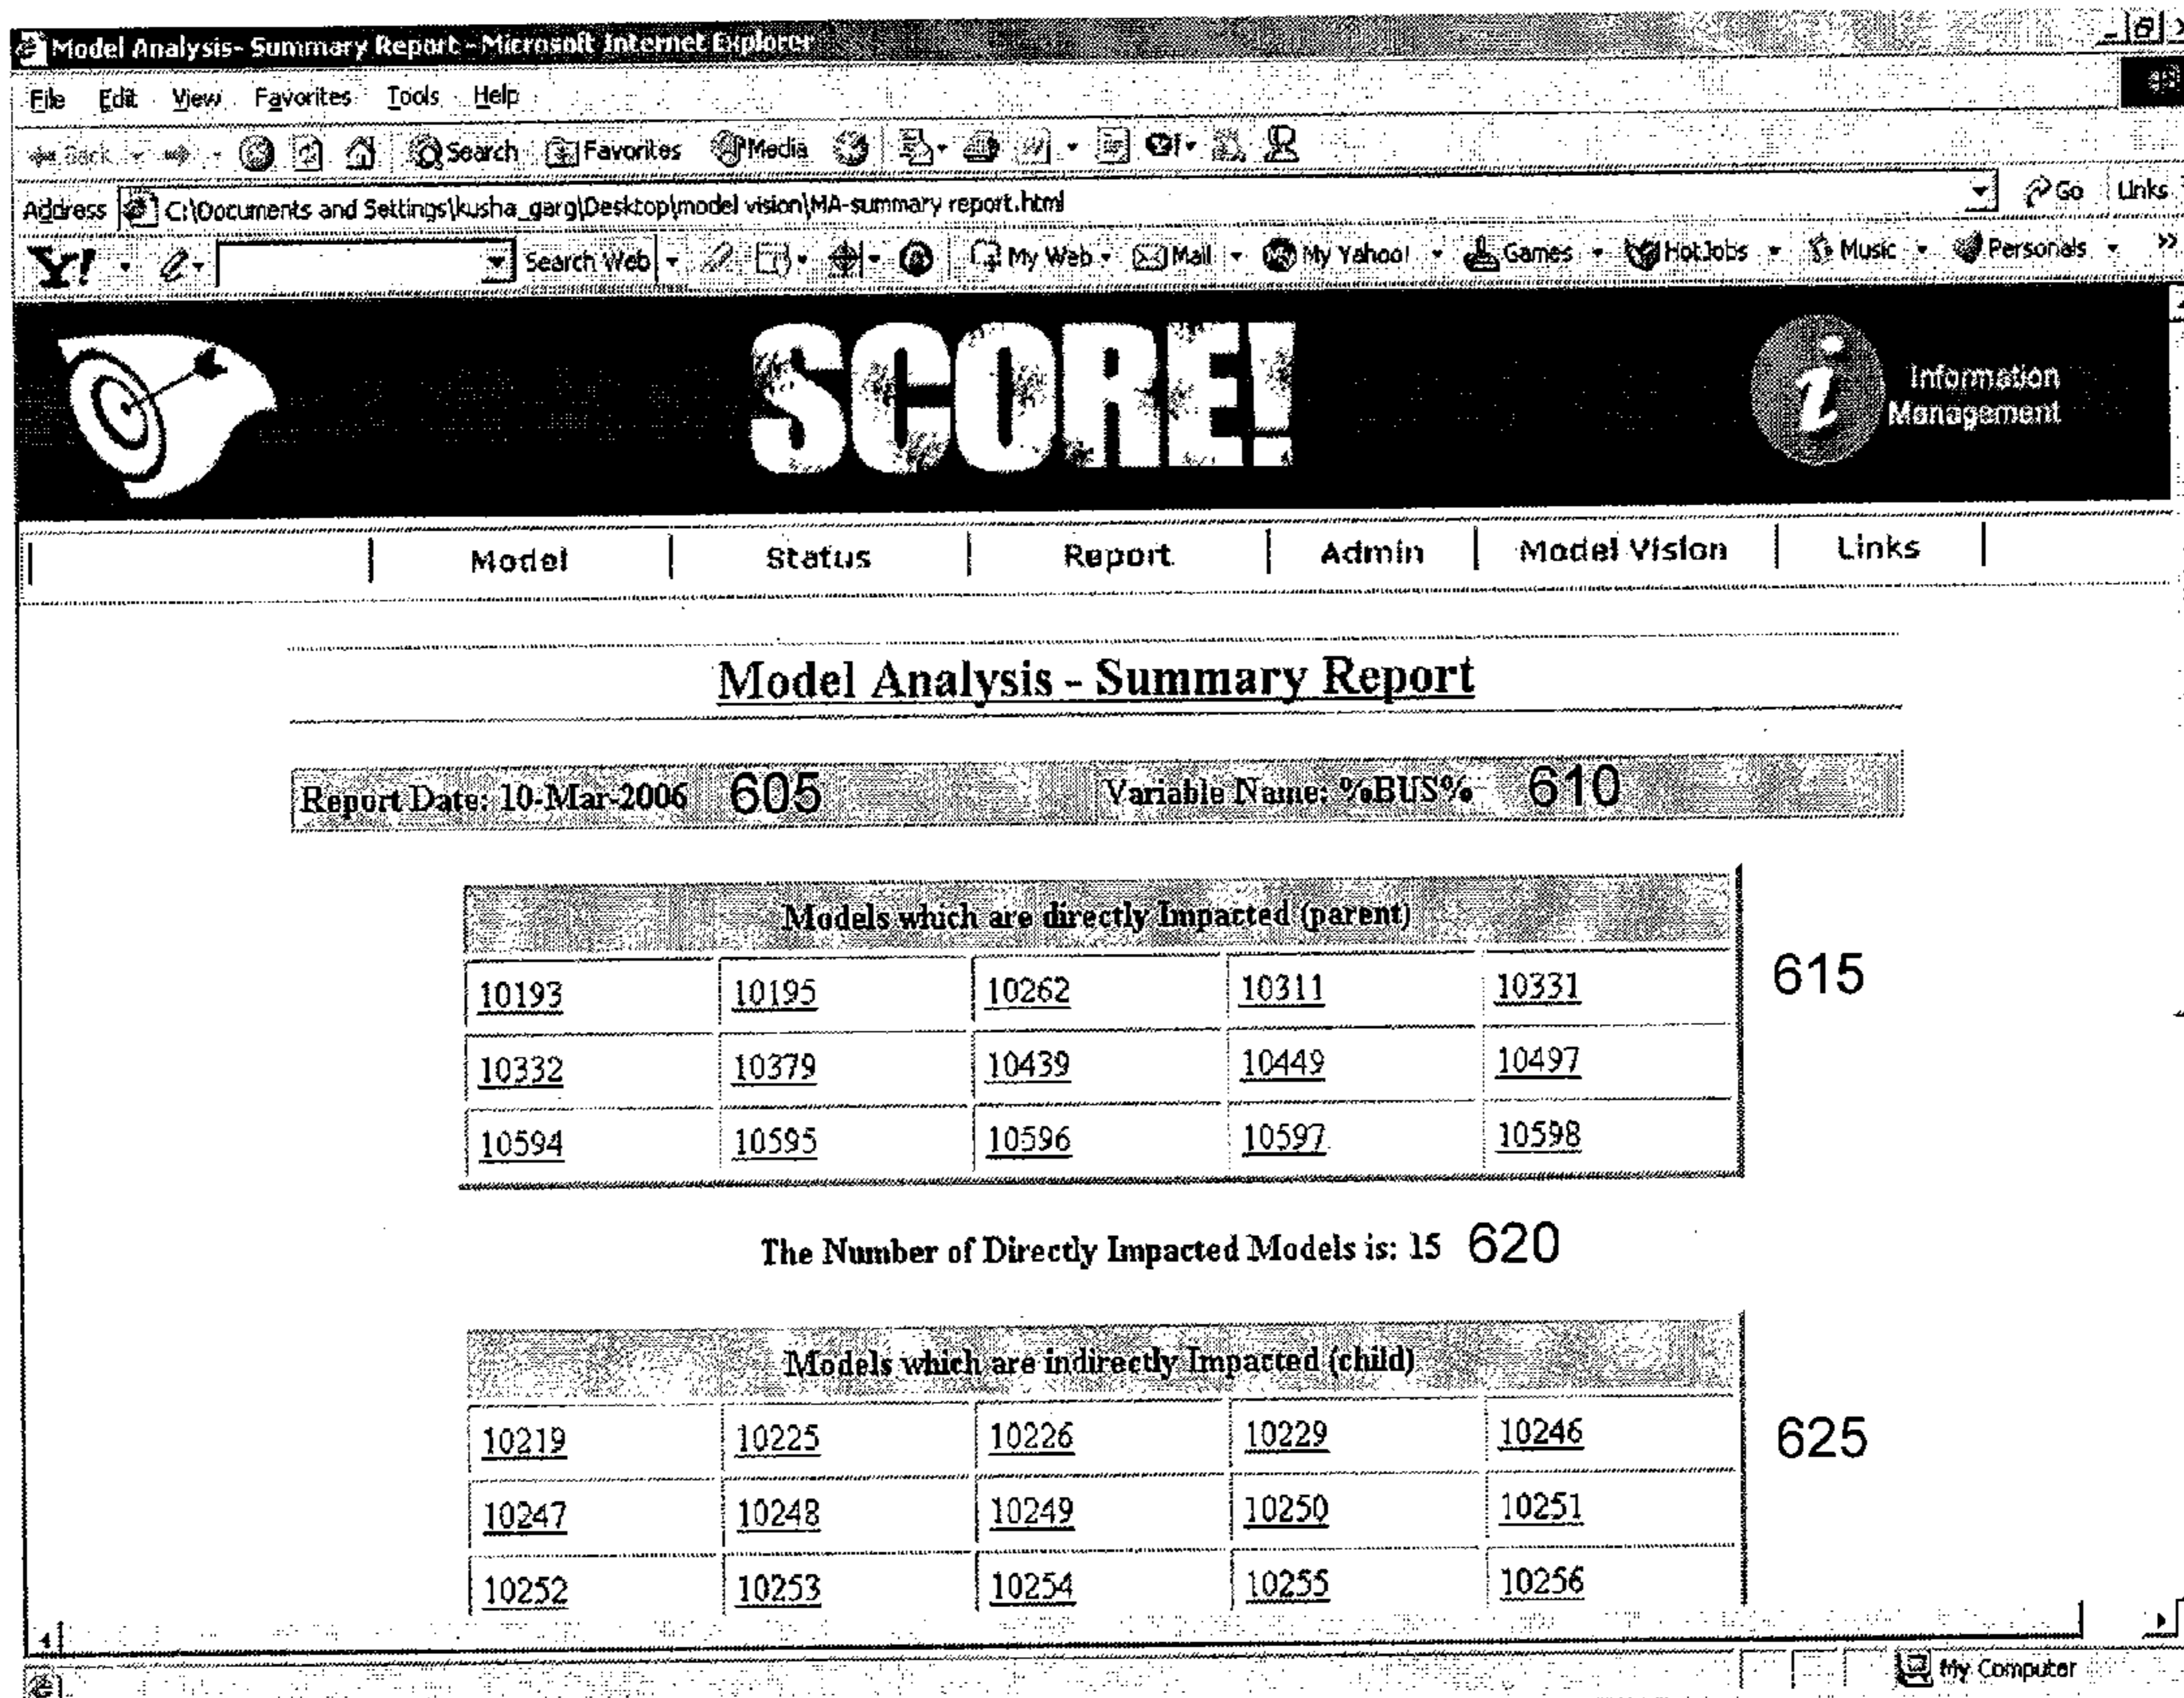 Model Analysis- Summary Report - Microsoft Internet Explorer
File Edit View Favorites Tools Help
Back Search Favorites Media
Address C:\Documents and Settings\kusha_garg\Desktop\model vision\MA-summary report.html Go Links
Y! Search Web My Web Mail My Yahoo! Games HotJobs Music Personals »
SCORE!
i Information
Management
Model Status Report Admin Model Vision Links
Model Analysis - Summary Report
Report Date: 10-Mar-2006 605 Variable Name: %BUS% 610
Models which are directly Impacted (parent)
10193 10195 10262 10311 10331
615
10332 10379 10439 10449 10497
10594 10595 10596 10597 10598
The Number of Directly Impacted Models is: 15 620
Models which are indirectly Impacted (child)
10219 10225 10226 10229 10246
625
10247 10248 10249 10250 10251
10252 10253 10254 10255 10256
My Computer